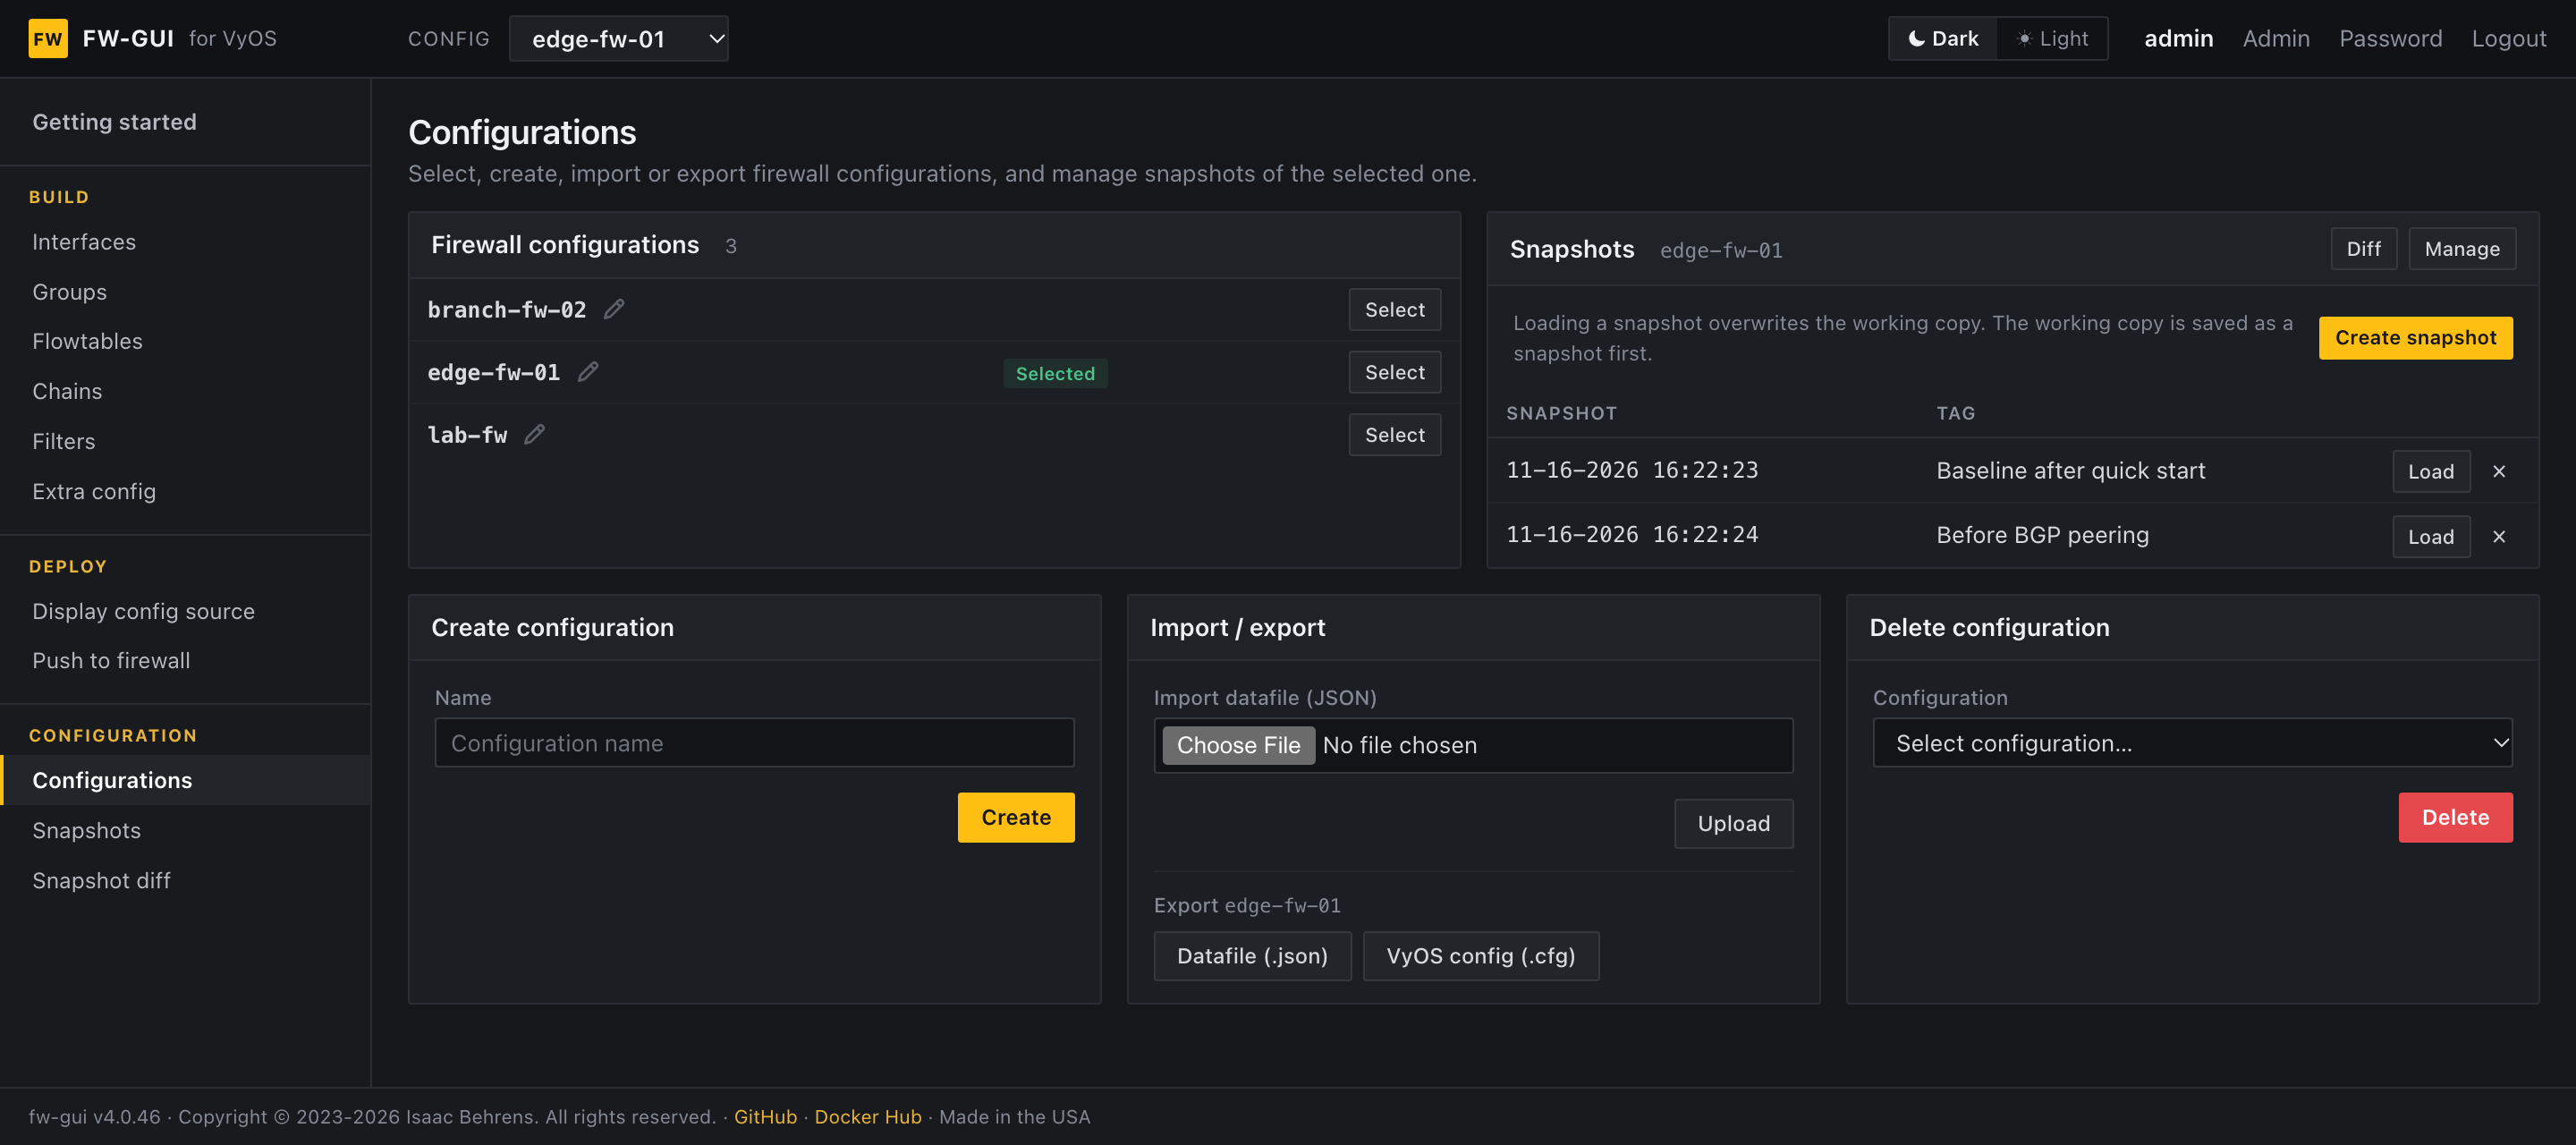 FW FW-GUI for VyOS CONFIG edge-fw-01 Dark Light admin Admin Password Logout
Getting started
BUILD
Interfaces
Groups
Flowtables
Chains
Filters
Extra config
DEPLOY
Display config source
Push to firewall
CONFIGURATION
Configurations
Snapshots
Snapshot diff
Configurations
Select, create, import or export firewall configurations, and manage snapshots of the selected one.
Firewall configurations 3
branch-fw-02 Select
edge-fw-01 Selected Select
lab-fw Select
Snapshots edge-fw-01 Diff Manage
Loading a snapshot overwrites the working copy. The working copy is saved as a
snapshot first.
Create snapshot
SNAPSHOT TAG
11-16-2026 16:22:23 Baseline after quick start Load ×
11-16-2026 16:22:24 Before BGP peering Load ×
Create configuration
Name
Configuration name
Create
Import / export
Import datafile (JSON)
Choose File No file chosen
Upload
Export edge-fw-01
Datafile (.json) VyOS config (.cfg)
Delete configuration
Configuration
Select configuration...
Delete
fw-gui v4.0.46 · Copyright © 2023-2026 Isaac Behrens. All rights reserved. · GitHub · Docker Hub · Made in the USA